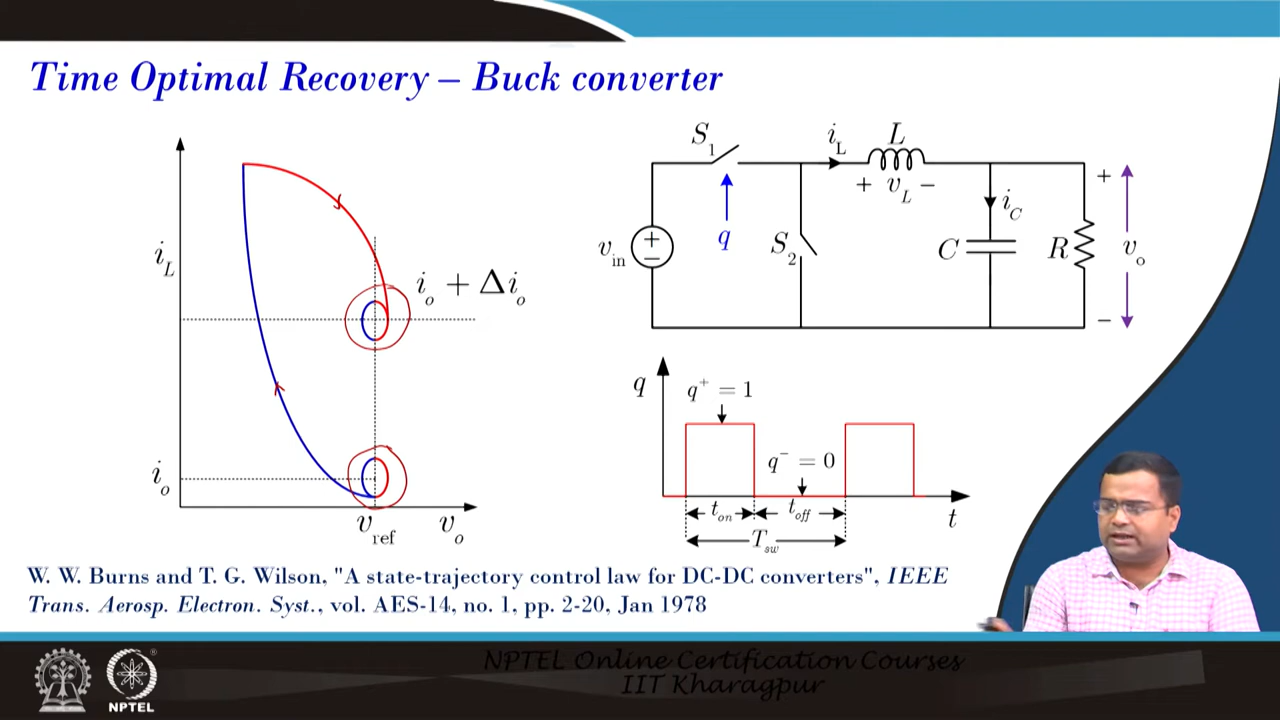 Time Optimal Recovery – Buck converter
i_L
i_o + Δi_o
i_o
v_ref
v_o
S_1
i_L
L
+ v_L −
q
v_in
+
−
S_2
i_C
C
R
+
v_o
−
q
q⁺ = 1
q⁻ = 0
t_on
t_off
T_sw
t
W. W. Burns and T. G. Wilson, "A state-trajectory control law for DC-DC converters", IEEE
Trans. Aerosp. Electron. Syst., vol. AES-14, no. 1, pp. 2-20, Jan 1978
NPTEL
NPTEL Online Certification Courses
IIT Kharagpur